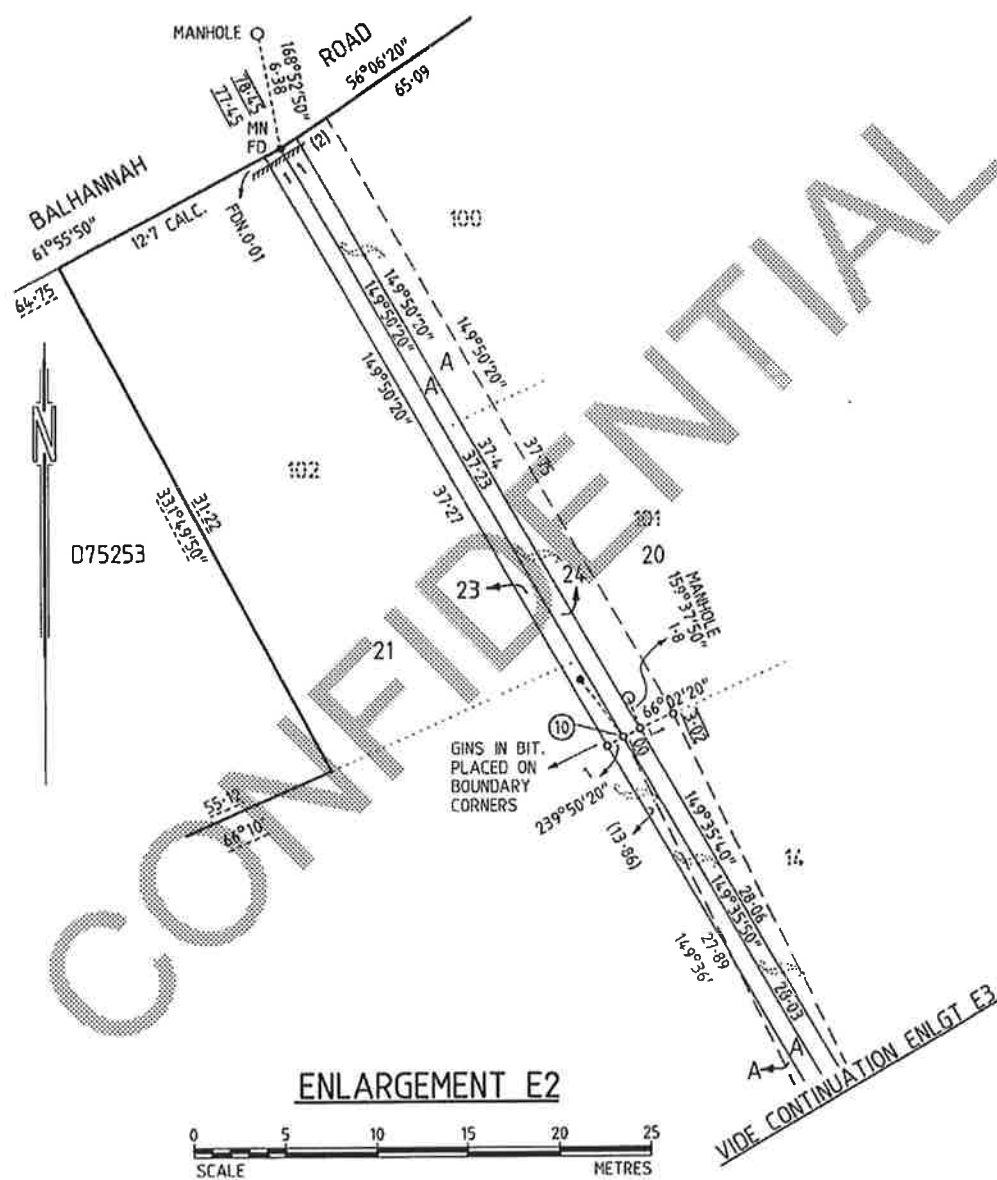 MANHOLE
168°52'50"
6·38
ROAD
56°06'20"
65·09
78·45
77·45
MN
FD
(2)
BALHANNAH
61°55'50"
12·7 CALC.
FDN.0·01
1
1
64·75
100
149°50'20"
149°50'20"
149°50'20"
149°50'20"
A
A
N
102
37·4
37·23
37·75
37·27
31·22
331°49'50"
D75253
101
20
23
24
MANHOLE
159°37'50"
1·8
21
66°02'20"
3·02
10
1
GINS IN BIT.
PLACED ON
BOUNDARY
CORNERS
1
239°50'20"
(13·86)
55·12
66°10'
149°35'40"
28·06
14
149°35'50"
28·03
27·89
149°36'
A
A
VIDE CONTINUATION ENLGT E3
ENLARGEMENT E2
0 5 10 15 20 25
SCALE METRES
CONFIDENTIAL